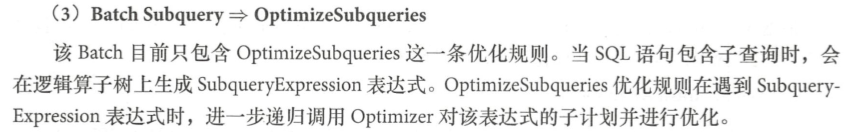 （3）Batch Subquery ⇒ OptimizeSubqueries
该 Batch 目前只包含 OptimizeSubqueries 这一条优化规则。当 SQL 语句包含子查询时，会
在逻辑算子树上生成 SubqueryExpression 表达式。OptimizeSubqueries 优化规则在遇到 Subquery-
Expression 表达式时，进一步递归调用 Optimizer 对该表达式的子计划并进行优化。